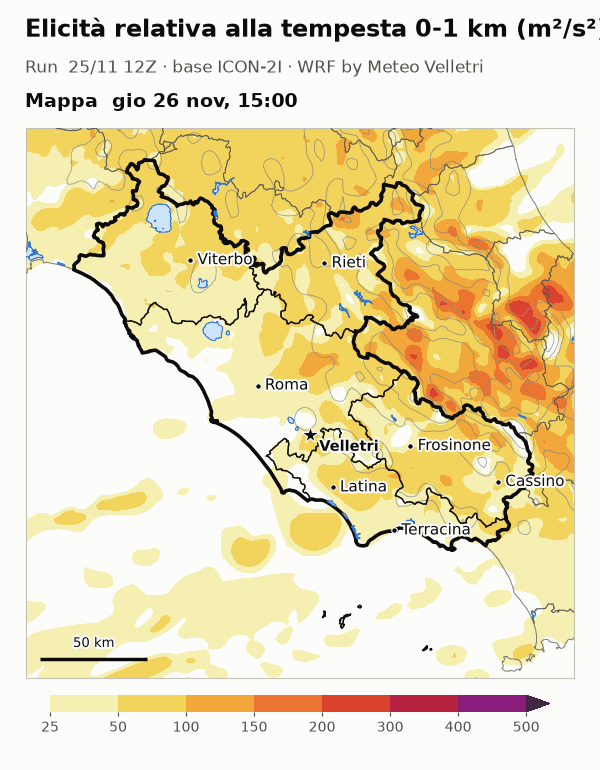 Elicità relativa alla tempesta 0-1 km (m²/s²)
Run  25/11 12Z · base ICON-2I · WRF by Meteo Velletri
Mappa  gio 26 nov, 15:00
Viterbo
Rieti
Roma
Velletri
Frosinone
Latina
Cassino
Terracina
50 km
25 50 100 150 200 300 400 500